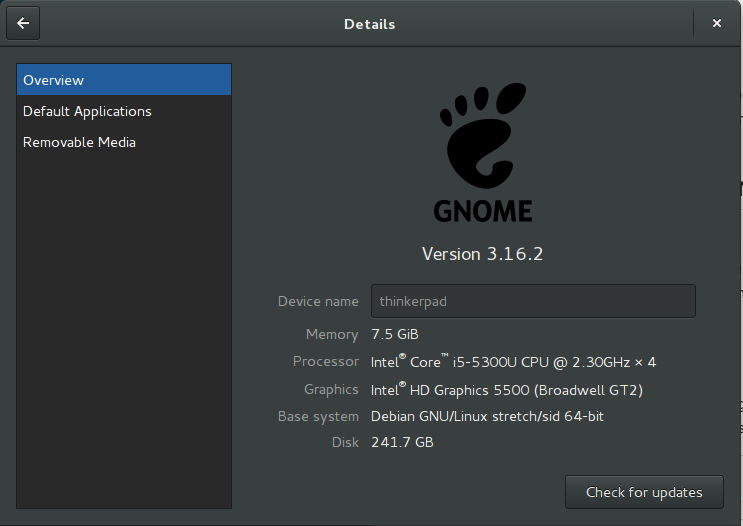 Details
Overview
Default Applications
Removable Media
GNOME
Version 3.16.2
Device name thinkerpad
Memory 7.5 GiB
Processor Intel® Core™ i5-5300U CPU @ 2.30GHz × 4
Graphics Intel® HD Graphics 5500 (Broadwell GT2)
Base system Debian GNU/Linux stretch/sid 64-bit
Disk 241.7 GB
Check for updates